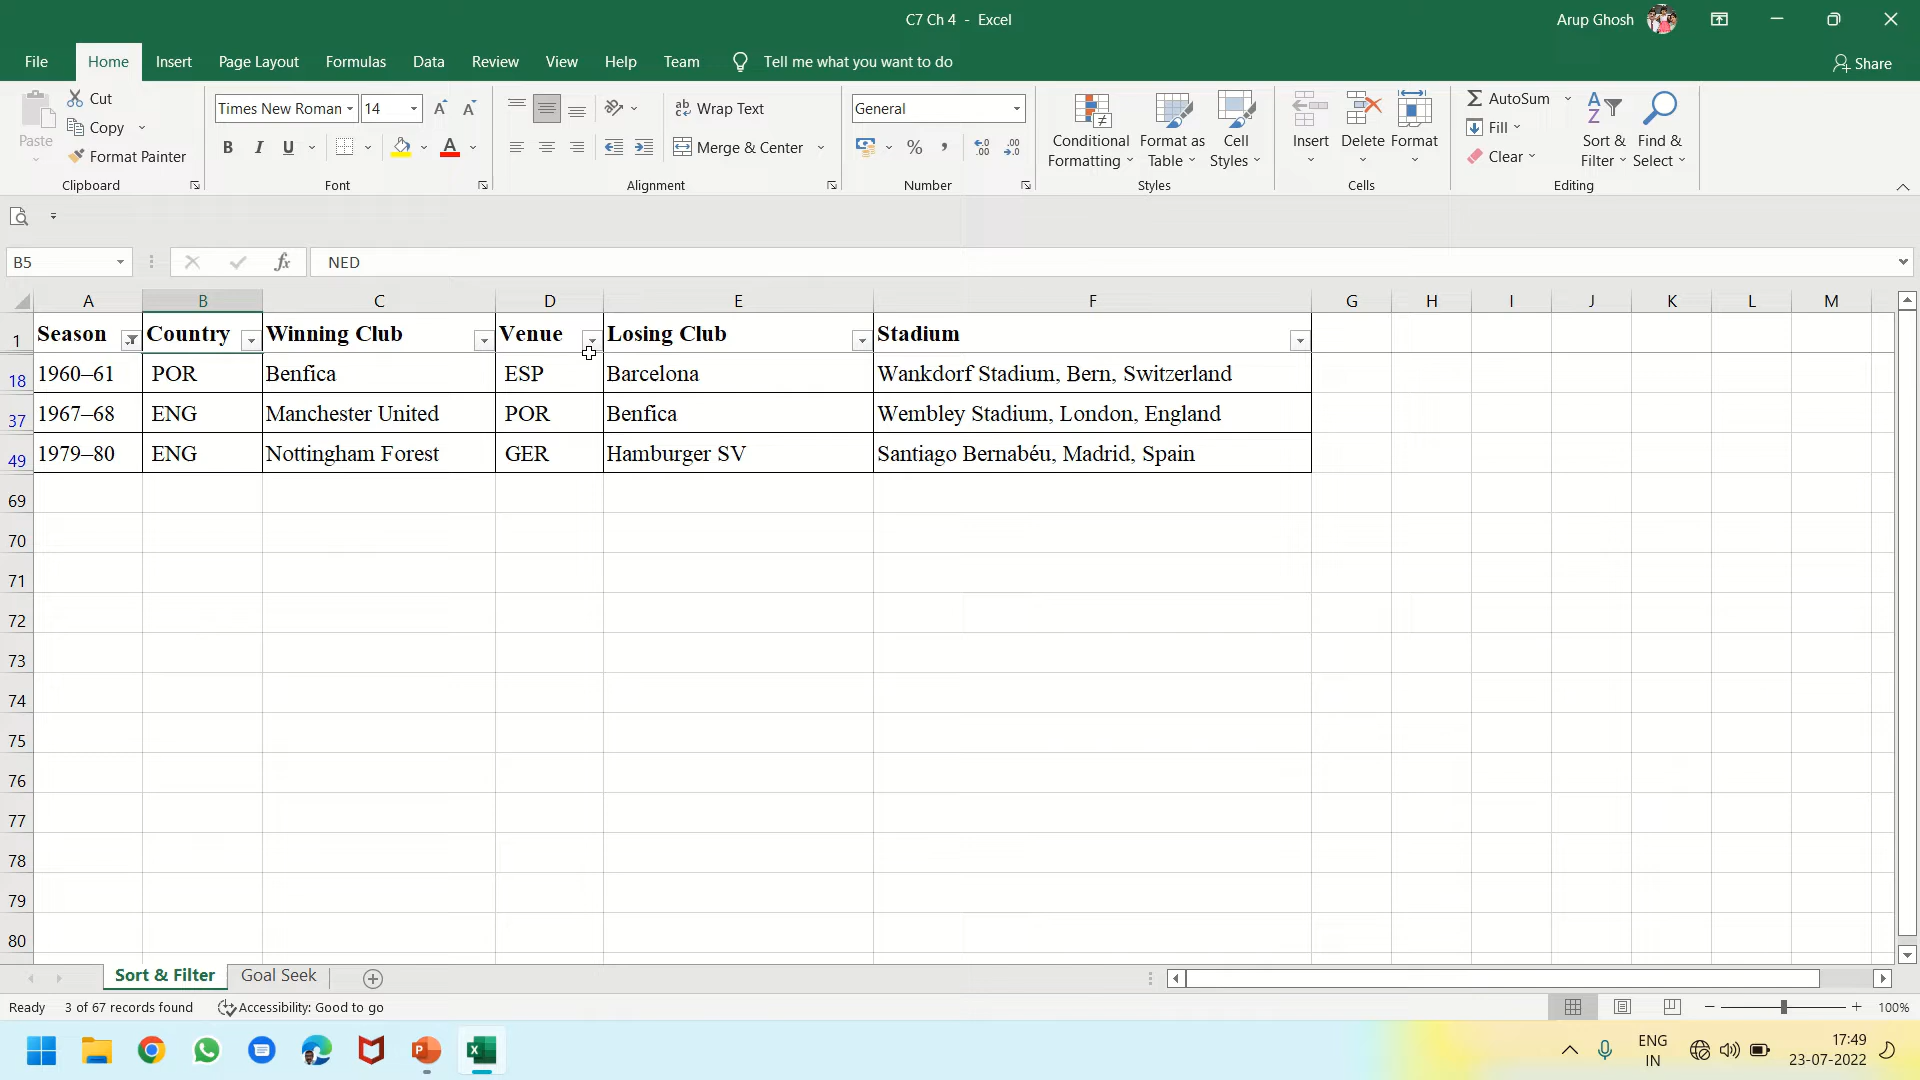 C7 Ch 4 - Excel
Arup Ghosh
File Home Insert Page Layout Formulas Data Review View Help Team Tell me what you want to do
Share
Paste
Cut
Copy
Format Painter
Clipboard
Times New Roman 14
B I U
Font
Wrap Text
Merge & Center
Alignment
General
Number
Conditional Formatting
Format as Table
Cell Styles
Styles
Insert Delete Format
Cells
AutoSum
Fill
Clear
Sort & Filter
Find & Select
Editing
B5 fx NED
A B C D E F G H I J K L M
1 Season Country Winning Club Venue Losing Club Stadium
18 1960–61 POR Benfica ESP Barcelona Wankdorf Stadium, Bern, Switzerland
37 1967–68 ENG Manchester United POR Benfica Wembley Stadium, London, England
49 1979–80 ENG Nottingham Forest GER Hamburger SV Santiago Bernabéu, Madrid, Spain
69
70
71
72
73
74
75
76
77
78
79
80
Sort & Filter Goal Seek
Ready 3 of 67 records found Accessibility: Good to go
100%
ENG
IN
17:49
23-07-2022